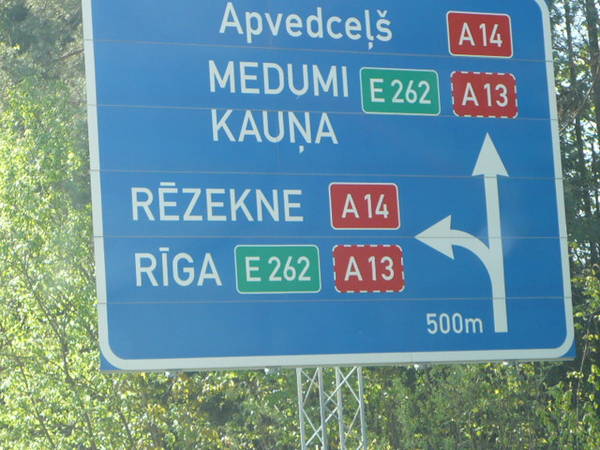 Apvedceļš A14
MEDUMI E 262 A13
KAUŅA
RĒZEKNE A14
RĪGA E 262 A13
500m